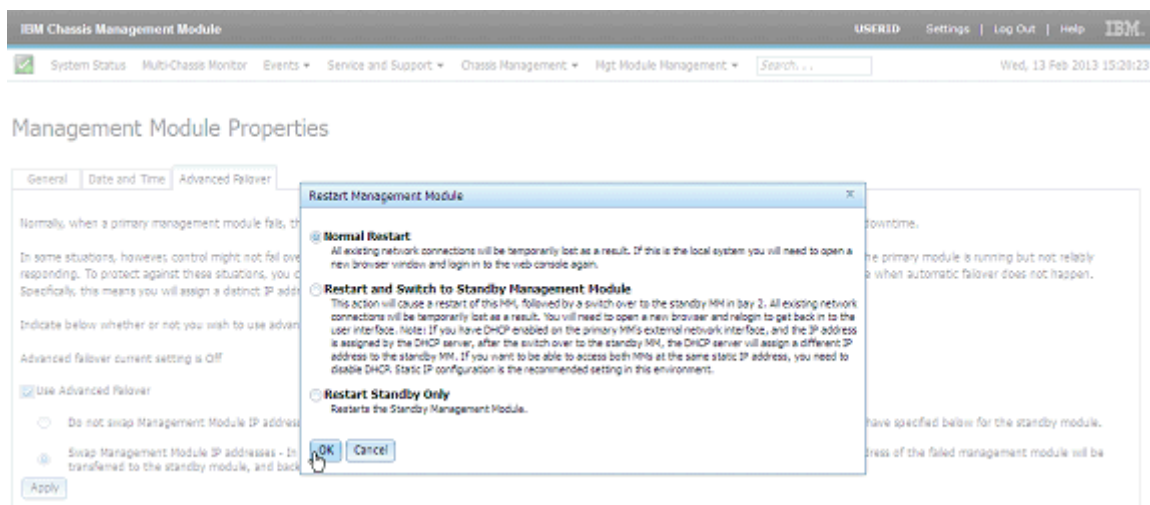 IBM Chassis Management Module USERID Settings | Log Out | Help IBM.
System Status Multi-Chassis Monitor Events Service and Support Chassis Management Mgt Module Management Search... Wed, 13 Feb 2013 15:20:23
Management Module Properties
General Date and Time Advanced Failover
Restart Management Module
Normally, when a primary management module fails, th
downtime.
In some situations, however, control might not fail ove
he primary module is running but not reliably
responding. To protect against these situations, you c
when automatic failover does not happen.
Specifically, this means you will assign a distinct IP addr
Indicate below whether or not you wish to use advan
Advanced failover current setting is Off
Use Advanced Failover
Do not swap Management Module IP addres
have specified below for the standby module.
Swap Management Module IP addresses - In
dress of the failed management module will be
transferred to the standby module, and back
Apply
Normal Restart
All existing network connections will be temporarily lost as a result. If this is the local system you will need to open a
new browser window and login in to the web console again.
Restart and Switch to Standby Management Module
This action will cause a restart of this MM, followed by a switch over to the standby MM in bay 2. All existing network
connections will be temporarily lost as a result. You will need to open a new browser and relogin to get back in to the
user interface. Note: If you have DHCP enabled on the primary MM's external network interface, and the IP address
is assigned by the DHCP server, after the switch over to the standby MM, the DHCP server will assign a different IP
address to the standby MM. If you want to be able to access both MMs at the same static IP address, you need to
disable DHCP. Static IP configuration is the recommended setting in this environment.
Restart Standby Only
Restarts the Standby Management Module.
OK Cancel